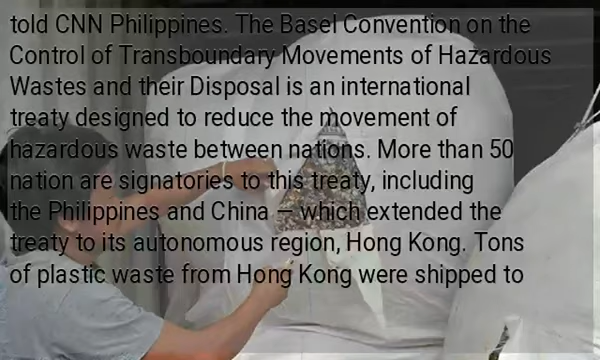 told CNN Philippines. The Basel Convention on the
Control of Transboundary Movements of Hazardous
Wastes and their Disposal is an international
treaty designed to reduce the movement of
hazardous waste between nations. More than 50
nation are signatories to this treaty, including
the Philippines and China – which extended the
treaty to its autonomous region, Hong Kong. Tons
of plastic waste from Hong Kong were shipped to